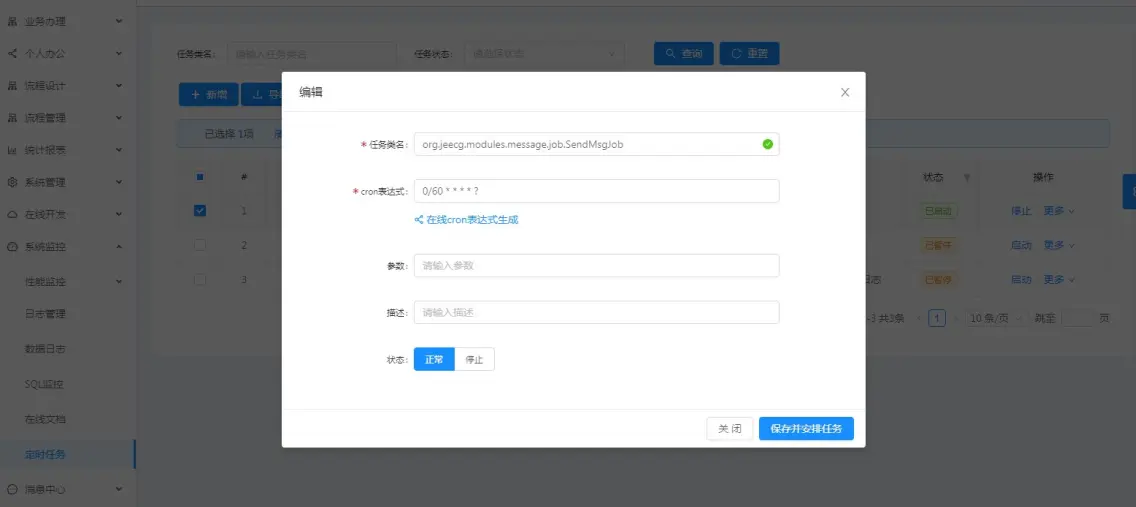 业务办理
个人办公
流程设计
流程管理
统计报表
系统管理
在线开发
系统监控
性能监控
日志管理
数据日志
SQL监控
在线文档
定时任务
消息中心
任务类名: 请输入任务类名 任务状态: 请选择状态 查询 重置
新增 导
已选择 1项
# 状态 操作
1 已启动 停止 更多
2 已暂停 启动 更多
3 日志 已暂停 启动 更多
-3 共3条 1 10 条/页 跳至 页
编辑
* 任务类名: org.jeecg.modules.message.job.SendMsgJob
* cron表达式: 0/60 * * * * ?
在线cron表达式生成
参数: 请输入参数
描述: 请输入描述
状态: 正常 停止
关 闭 保存并安排任务